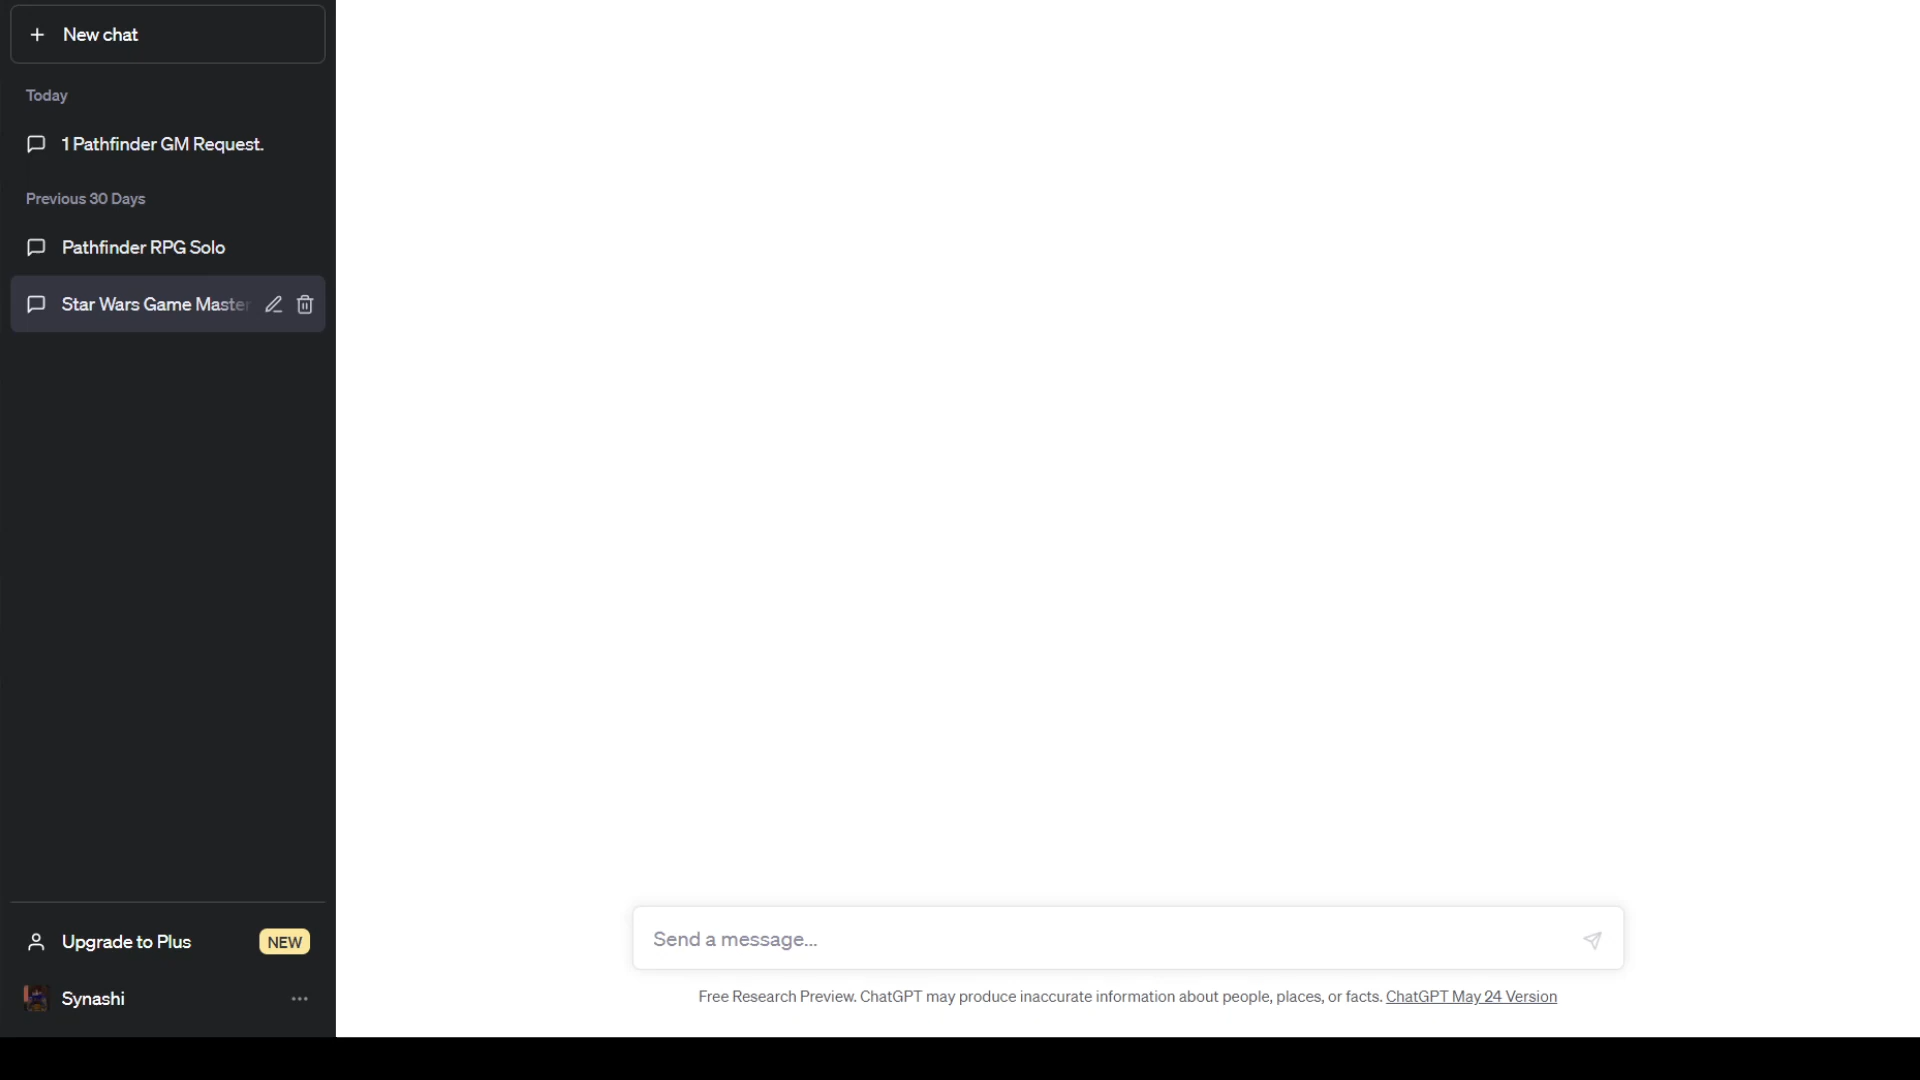 New chat
Today
1 Pathfinder GM Request.
Previous 30 Days
Pathfinder RPG Solo
Star Wars Game Master
Upgrade to Plus NEW
Synashi
Send a message...
Free Research Preview. ChatGPT may produce inaccurate information about people, places, or facts. ChatGPT May 24 Version